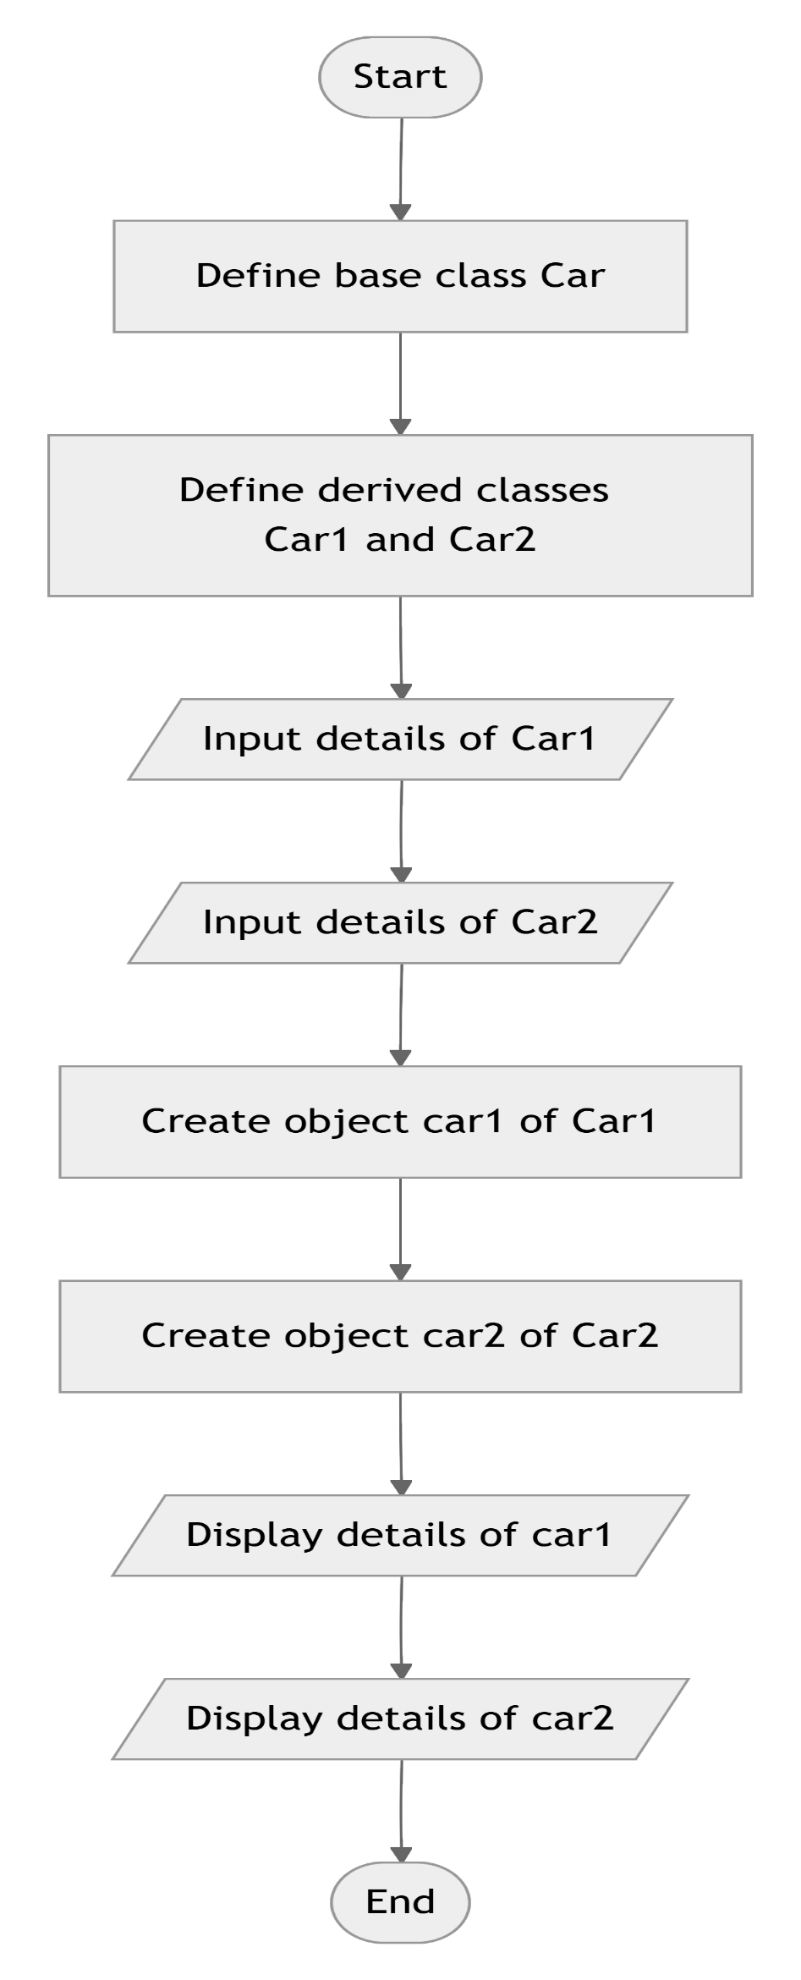 Start
Define base class Car
Define derived classes
Car1 and Car2
Input details of Car1
Input details of Car2
Create object car1 of Car1
Create object car2 of Car2
Display details of car1
Display details of car2
End